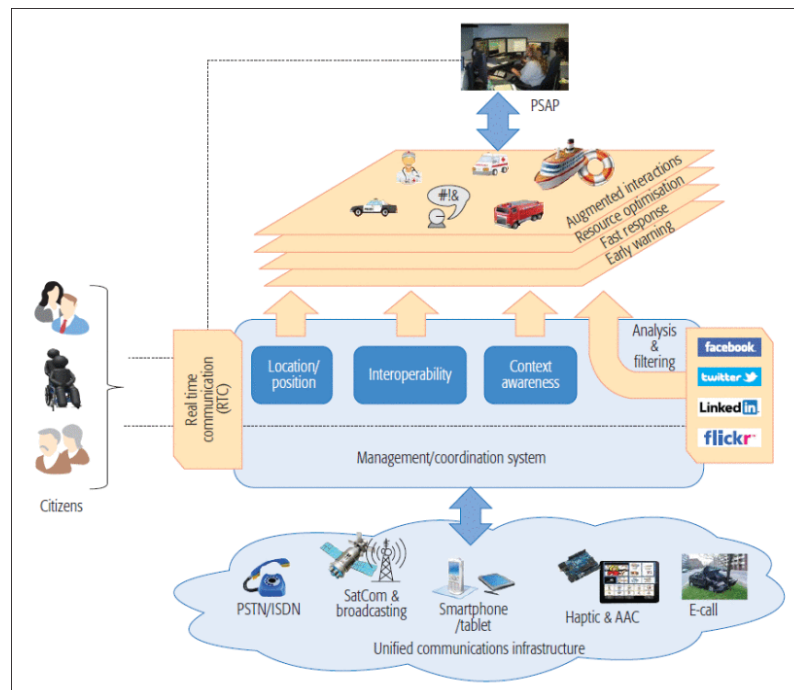 PSAP
#!&
Augmented interactions
Resource optimisation
Fast response
Early warning
Citizens
Real time
communication
(RTC)
Location/
position
Interoperability
Context
awareness
Analysis
&
filtering
facebook
twitter
Linked in
flickr
Management/coordination system
PSTN/ISDN
SatCom &
broadcasting
Smartphone
/tablet
Haptic & AAC
E-call
Unified communications infrastructure